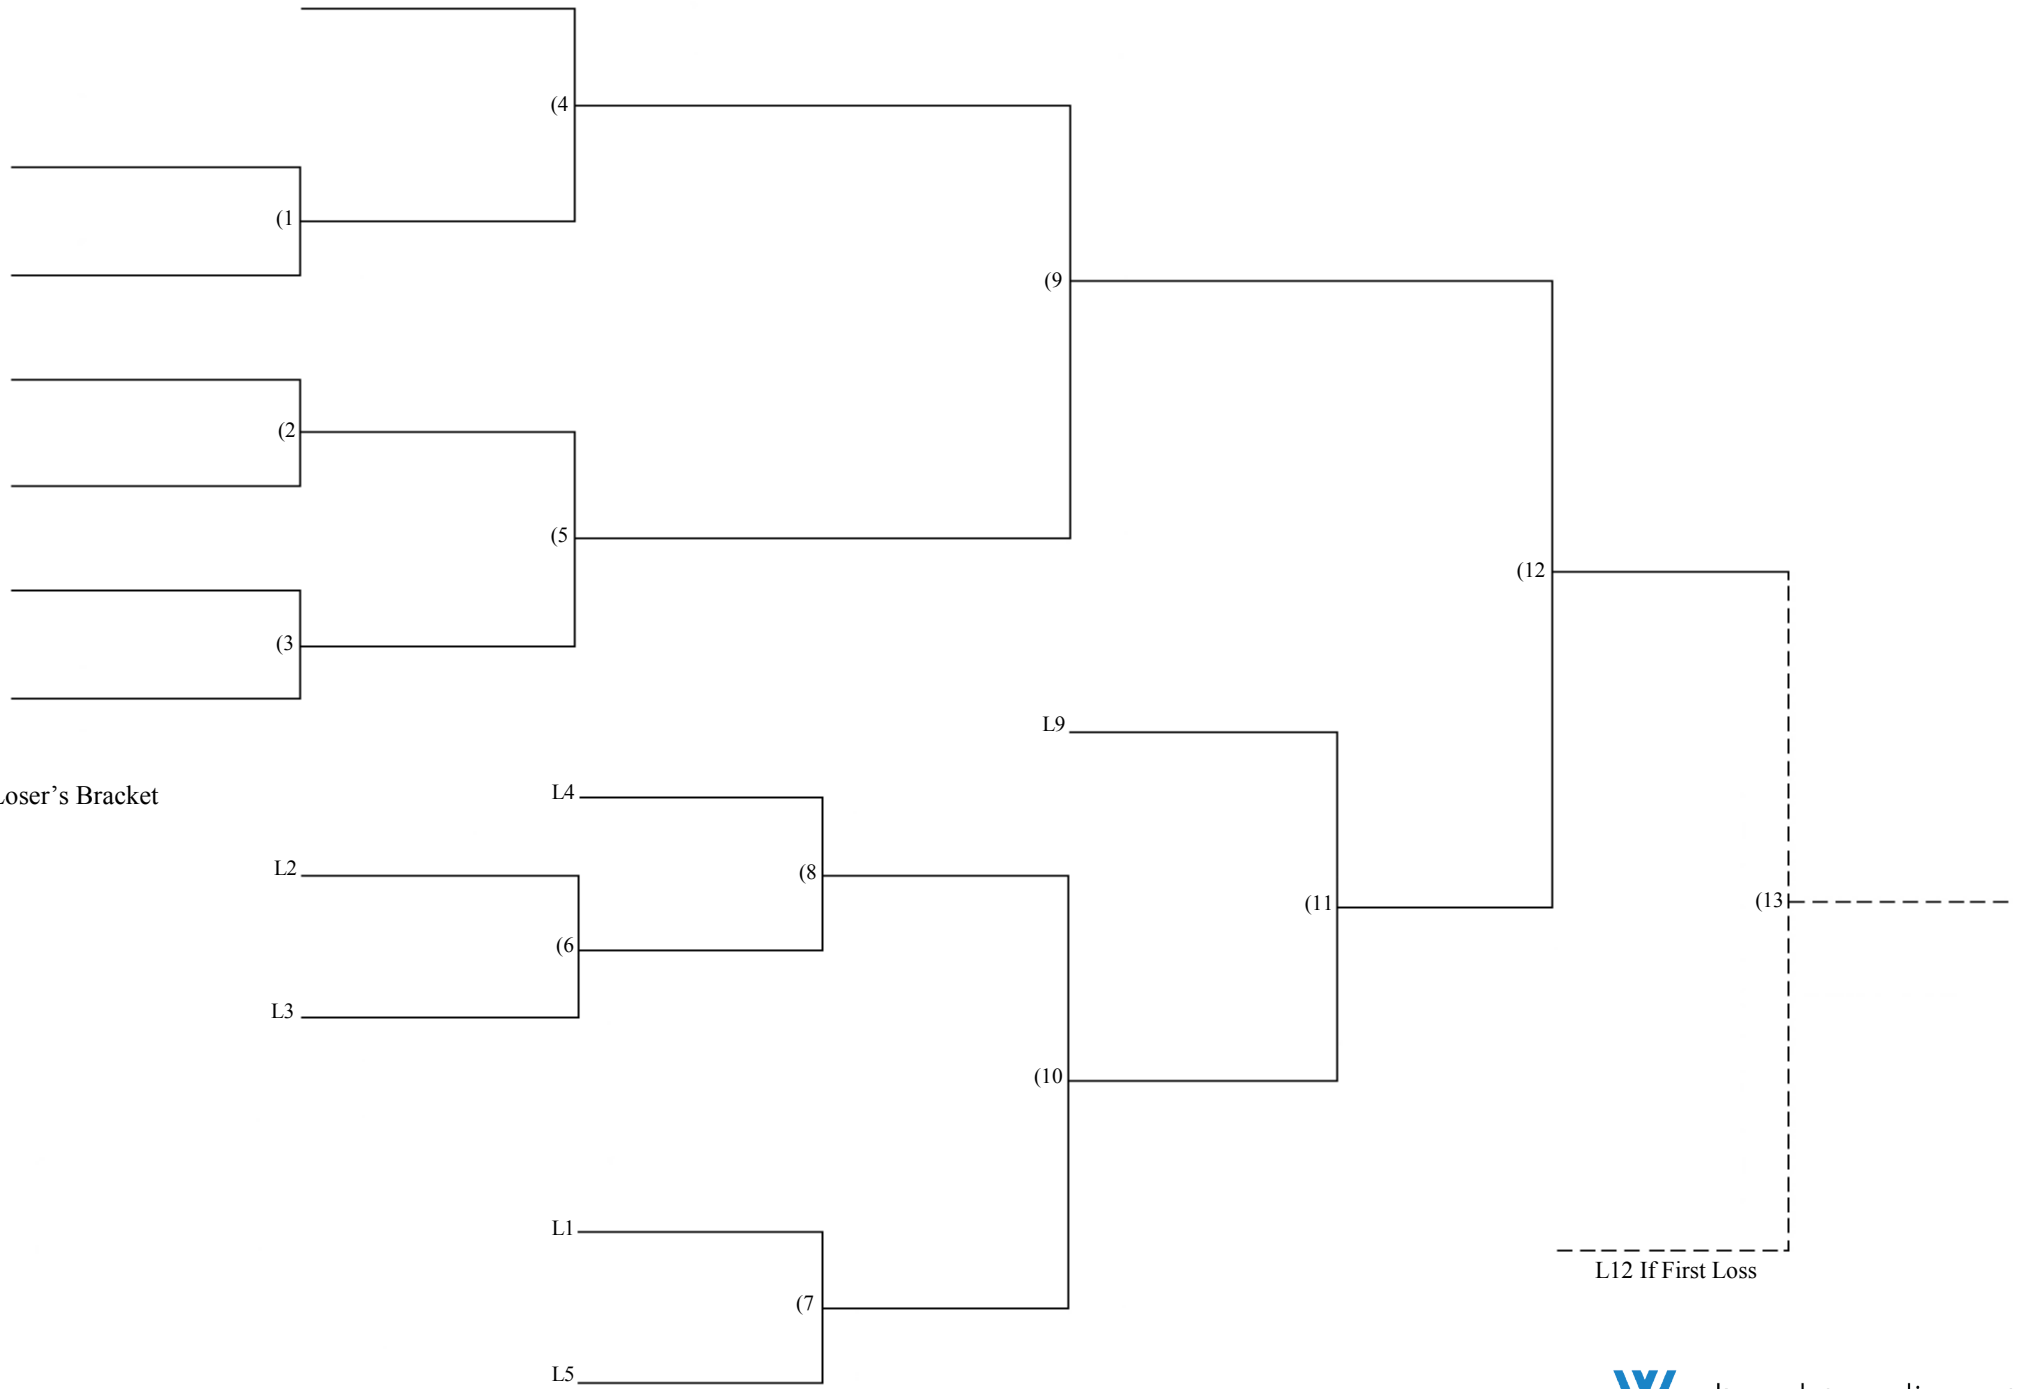 (4
(1
(9
(2
(5
(12
(3
L9
L4
Loser’s Bracket
L2
(8
(13
(11
(6
L3
(10
L1
L12 If First Loss
(7
L5